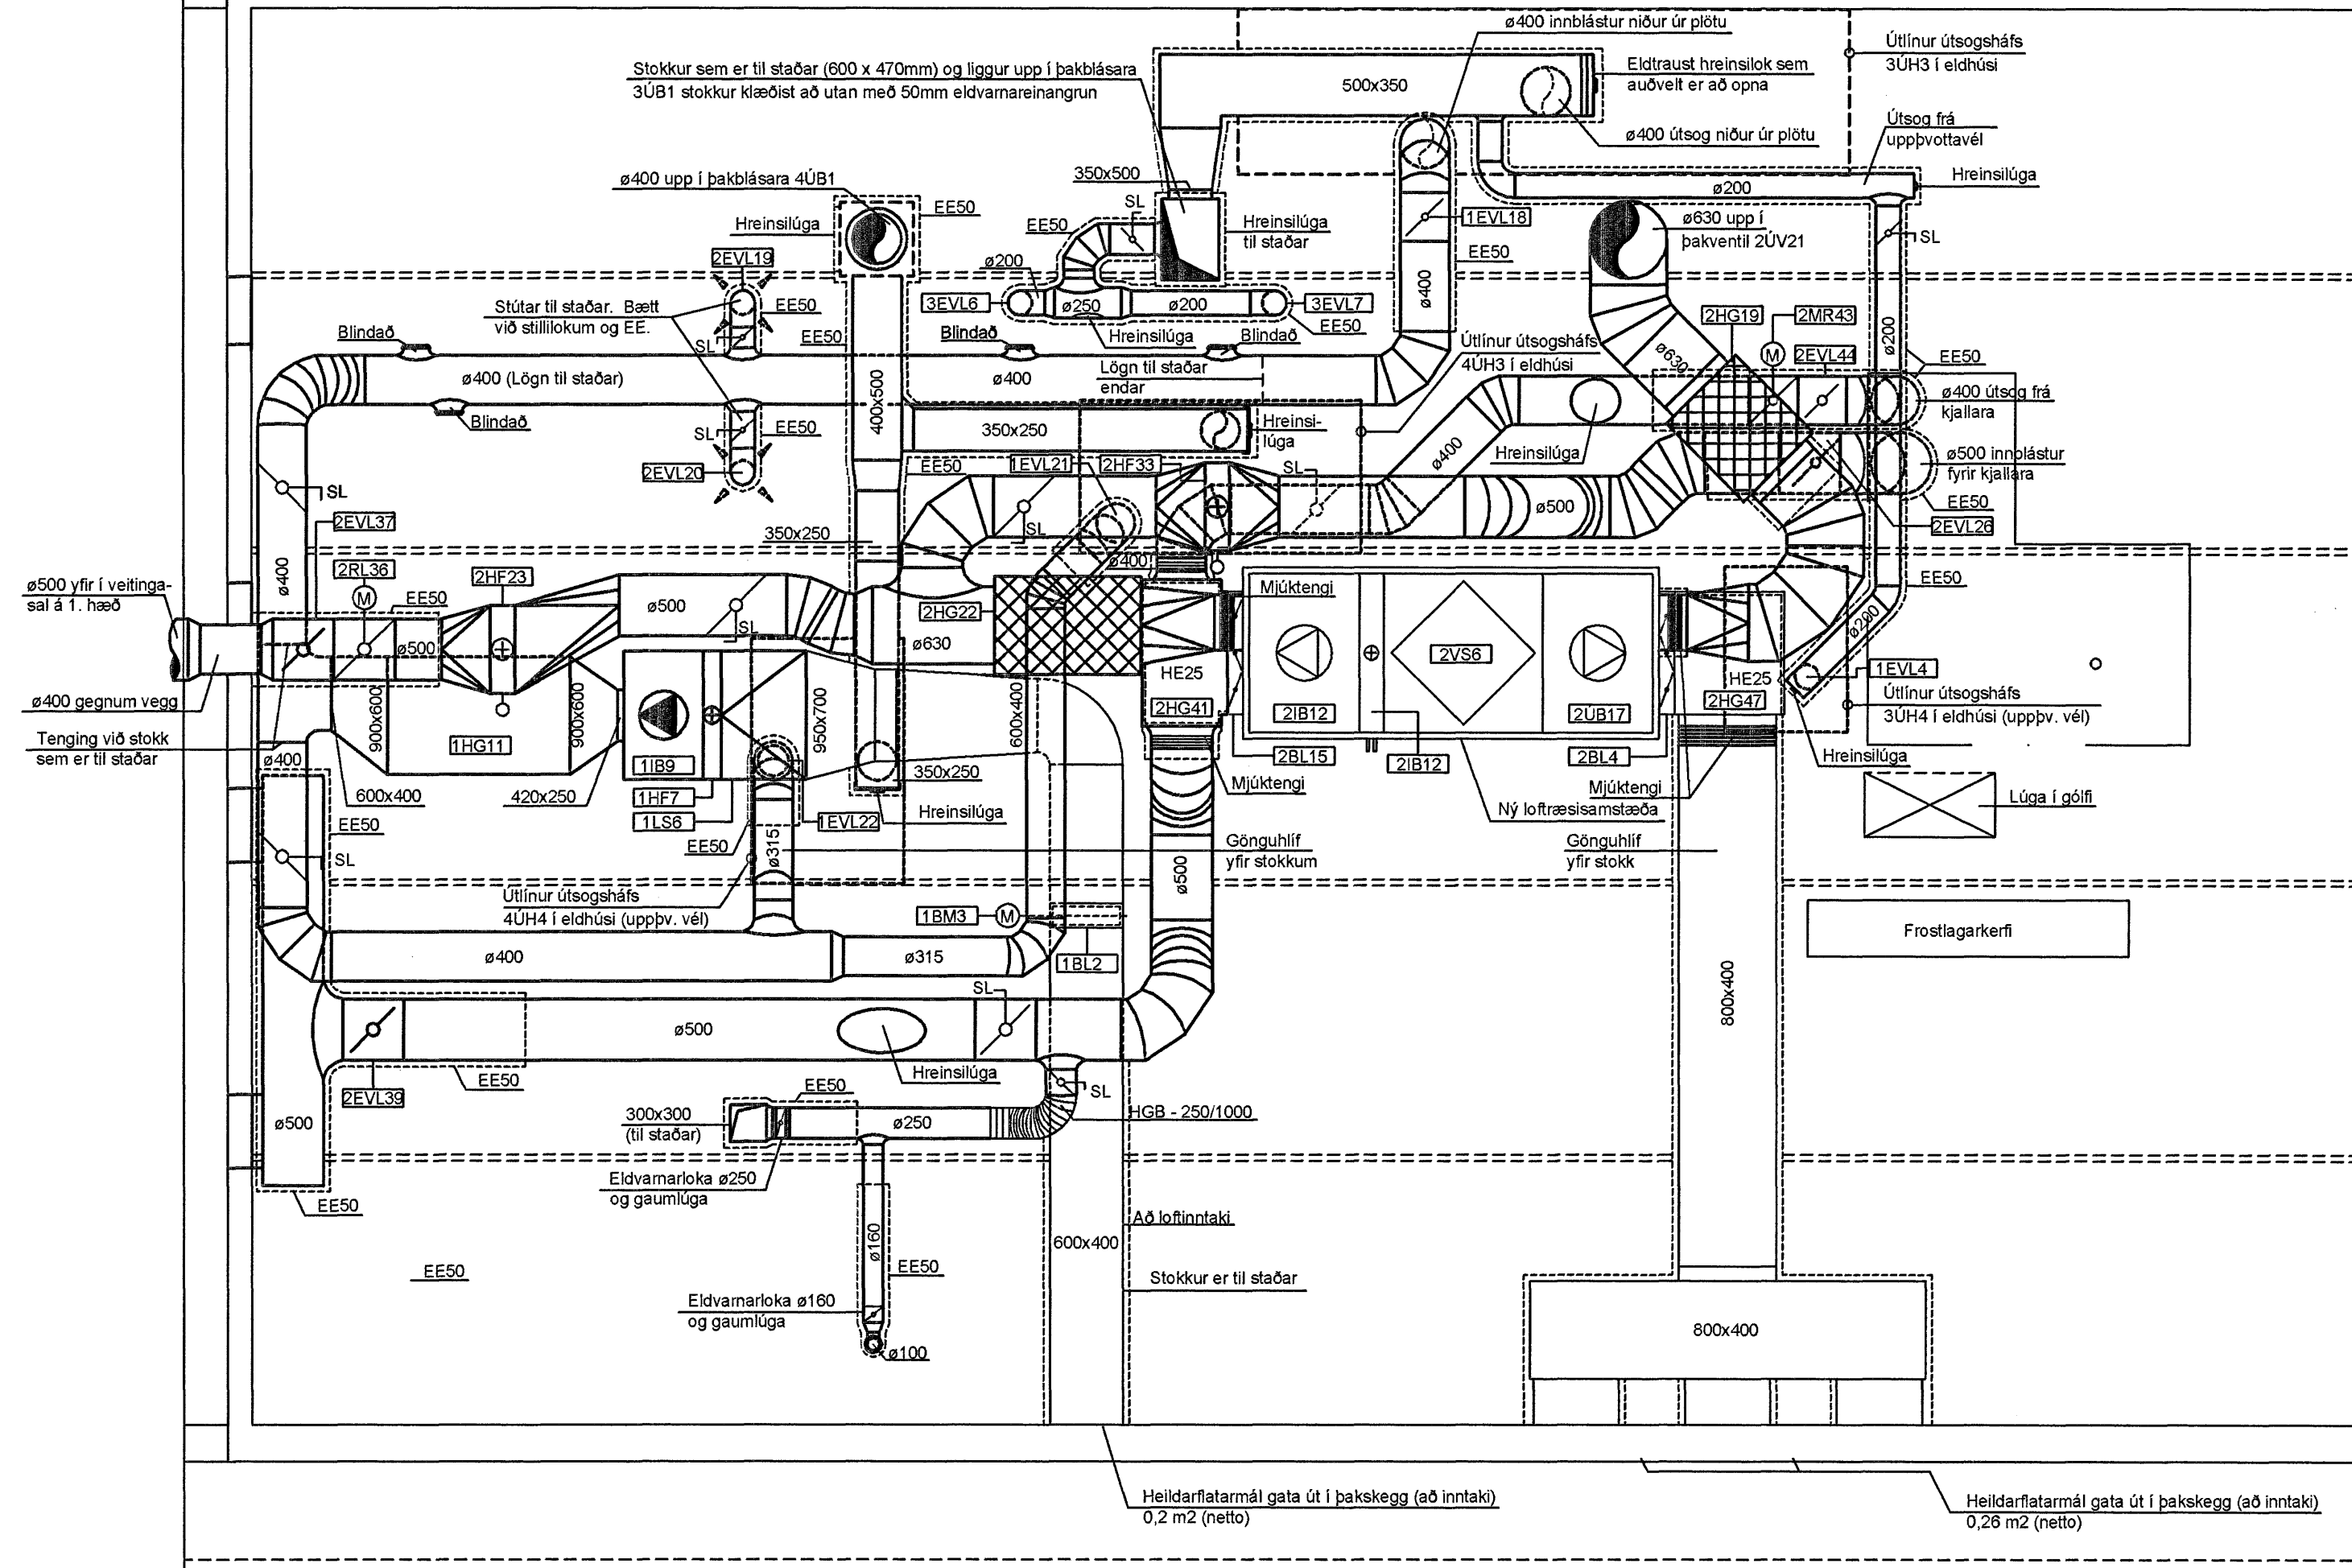 ø400 innblástur niður úr plötu
Útlínur útsogsháfs
3ÚH3 í eldhúsi
Stokkur sem er til staðar (600 x 470mm) og liggur upp í þakblásara
3ÚB1 stokkur klæðist að utan með 50mm eldvarnareinangrun
500x350
Eldtraust hreinsilok sem
auðvelt er að opna
ø400 útsog niður úr plötu
Útsog frá
uppþvottavél
ø400 upp í þakblásara 4ÚB1
350x500
Hreinsilúga
ø200
EE50
SL
Hreinsilúga
EE50
Hreinsilúga
til staðar
1EVL18
ø630 upp í
þakventil 2ÚV21
SL
2EVL19
ø200
EE50
Stútar til staðar. Bætt
við stillilokum og EE.
EE50
3EVL6
ø250
ø200
3EVL7
EE50
ø400
2HG19
2MR43
M
Blindað
SL
EE50
Blindað
Hreinsilúga
Blindað
Útlínur útsogsháfs
4ÚH3 í eldhúsi
ø630
2EVL44
ø200
EE50
ø400 (Lögn til staðar)
ø400
Lögn til staðar
endar
ø400 útsog frá
kjallara
Blindað
SL
EE50
400x500
350x250
Hreinsi-
lúga
ø400
Hreinsilúga
ø500 innblástur
fyrir kjallara
2EVL20
EE50
1EVL21
2HF33
SL
SL
2EVL37
350x250
SL
ø500
EE50
2EVL26
ø500 yfir í veitinga-
sal á 1. hæð
ø400
2RL36
M
2HF23
EE50
ø500
SL
2HG22
ø400
Mjúktengi
EE50
ø200
ø500
ø630
HE25
2VS6
HE25
1EVL4
ø400 gegnum vegg
900x600
1HG11
900x600
950x700
600x400
2HG41
2IB12
2ÚB17
2HG47
Útlínur útsogsháfs
3ÚH4 í eldhúsi (uppþv. vél)
Tenging við stokk
sem er til staðar
ø400
1IB9
350x250
2BL15
2IB12
2BL4
Hreinsilúga
600x400
420x250
1HF7
Hreinsilúga
Mjúktengi
Mjúktengi
Ný loftræsisamstæða
Lúga í gólfi
EE50
1LS6
1EVL22
EE50
ø315
Gönguhlíf
yfir stokkum
Gönguhlíf
yfir stokk
SL
ø500
Útlínur útsogsháfs
4ÚH4 í eldhúsi (uppþv. vél)
1BM3
M
Frostlagarkerfi
ø400
ø315
1BL2
SL
800x400
ø500
Hreinsilúga
EE50
2EVL39
EE50
SL
ø500
300x300
(til staðar)
ø250
HGB - 250/1000
Eldvarnarloka ø250
og gaumlúga
EE50
Að loftinntaki
ø160
600x400
EE50
EE50
Stokkur er til staðar
Eldvarnarloka ø160
og gaumlúga
800x400
ø100
Heildarflatarmál gata út í þakskegg (að inntaki)
0,2 m2 (netto)
Heildarflatarmál gata út í þakskegg (að inntaki)
0,26 m2 (netto)